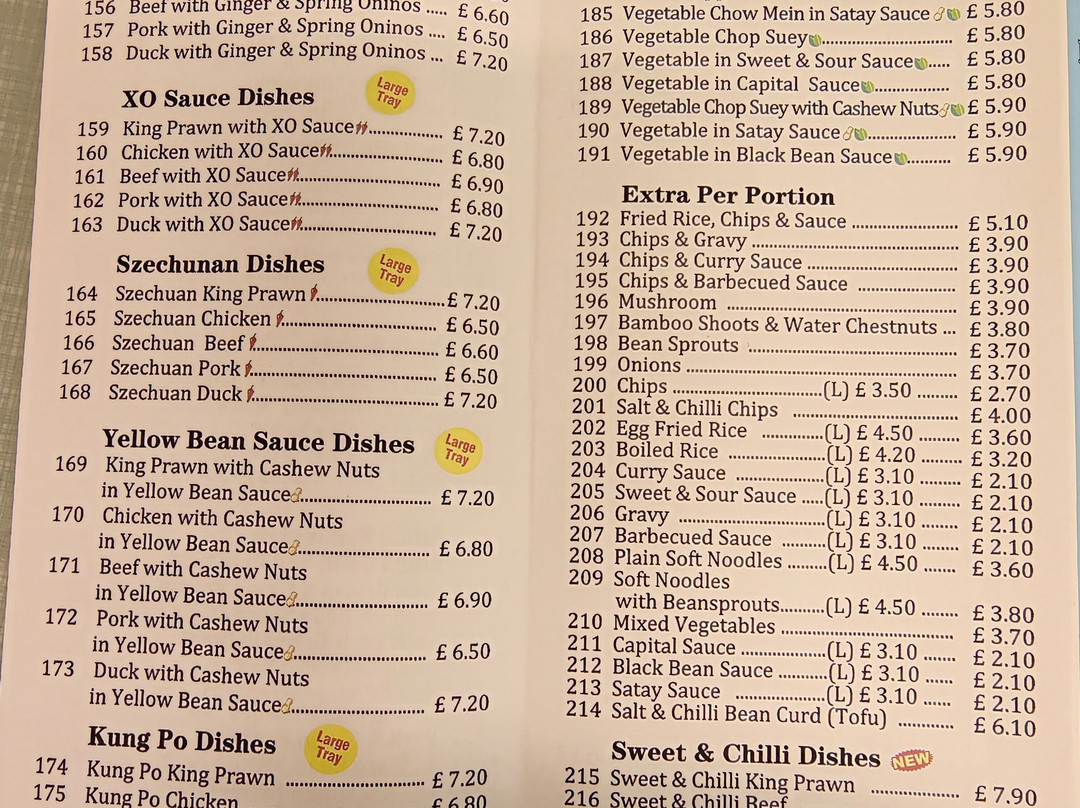 156 Beef with Ginger & Spring Oninos ..... £ 6.60
157 Pork with Ginger & Spring Oninos .... £ 6.50
158 Duck with Ginger & Spring Oninos ... £ 7.20
XO Sauce Dishes Large Tray
159 King Prawn with XO Sauce................. £ 7.20
160 Chicken with XO Sauce......................... £ 6.80
161 Beef with XO Sauce................................ £ 6.90
162 Pork with XO Sauce............................... £ 6.80
163 Duck with XO Sauce.............................. £ 7.20
Szechunan Dishes Large Tray
164 Szechuan King Prawn..............................£ 7.20
165 Szechuan Chicken................................... £ 6.50
166 Szechuan Beef.......................................... £ 6.60
167 Szechuan Pork.......................................... £ 6.50
168 Szechuan Duck.......................................... £ 7.20
Yellow Bean Sauce Dishes Large Tray
169 King Prawn with Cashew Nuts
in Yellow Bean Sauce............................. £ 7.20
170 Chicken with Cashew Nuts
in Yellow Bean Sauce............................. £ 6.80
171 Beef with Cashew Nuts
in Yellow Bean Sauce............................. £ 6.90
172 Pork with Cashew Nuts
in Yellow Bean Sauce............................. £ 6.50
173 Duck with Cashew Nuts
in Yellow Bean Sauce............................. £ 7.20
Kung Po Dishes Large Tray
174 Kung Po King Prawn .............................. £ 7.20
175 Kung Po Chicken £ 6.80
185 Vegetable Chow Mein in Satay Sauce £ 5.80
186 Vegetable Chop Suey............................. £ 5.80
187 Vegetable in Sweet & Sour Sauce..... £ 5.80
188 Vegetable in Capital Sauce................. £ 5.80
189 Vegetable Chop Suey with Cashew Nuts £ 5.90
190 Vegetable in Satay Sauce................... £ 5.90
191 Vegetable in Black Bean Sauce.......... £ 5.90
Extra Per Portion
192 Fried Rice, Chips & Sauce ........................ £ 5.10
193 Chips & Gravy .............................................. £ 3.90
194 Chips & Curry Sauce ................................. £ 3.90
195 Chips & Barbecued Sauce ...................... £ 3.90
196 Mushroom ................................................... £ 3.90
197 Bamboo Shoots & Water Chestnuts ... £ 3.80
198 Bean Sprouts .............................................. £ 3.70
199 Onions............................................................ £ 3.70
200 Chips .................................(L) £ 3.50 ......... £ 2.70
201 Salt & Chilli Chips .................................... £ 4.00
202 Egg Fried Rice .............(L) £ 4.50 ......... £ 3.60
203 Boiled Rice .....................(L) £ 4.20 ......... £ 3.20
204 Curry Sauce ...................(L) £ 3.10 ......... £ 2.10
205 Sweet & Sour Sauce ....(L) £ 3.10 ......... £ 2.10
206 Gravy ................................(L) £ 3.10 ........ £ 2.10
207 Barbecued Sauce ..........(L) £ 3.10 ........ £ 2.10
208 Plain Soft Noodles ........(L) £ 4.50 ........ £ 3.60
209 Soft Noodles
with Beansprouts.........(L) £ 4.50 ........ £ 3.80
210 Mixed Vegetables ...................................... £ 3.70
211 Capital Sauce .................(L) £ 3.10 ....... £ 2.10
212 Black Bean Sauce ..........(L) £ 3.10 ...... £ 2.10
213 Satay Sauce ...................(L) £ 3.10 ...... £ 2.10
214 Salt & Chilli Bean Curd (Tofu) ............ £ 6.10
Sweet & Chilli Dishes NEW
215 Sweet & Chilli King Prawn .................... £ 7.90
216 Sweet & Chilli Beef